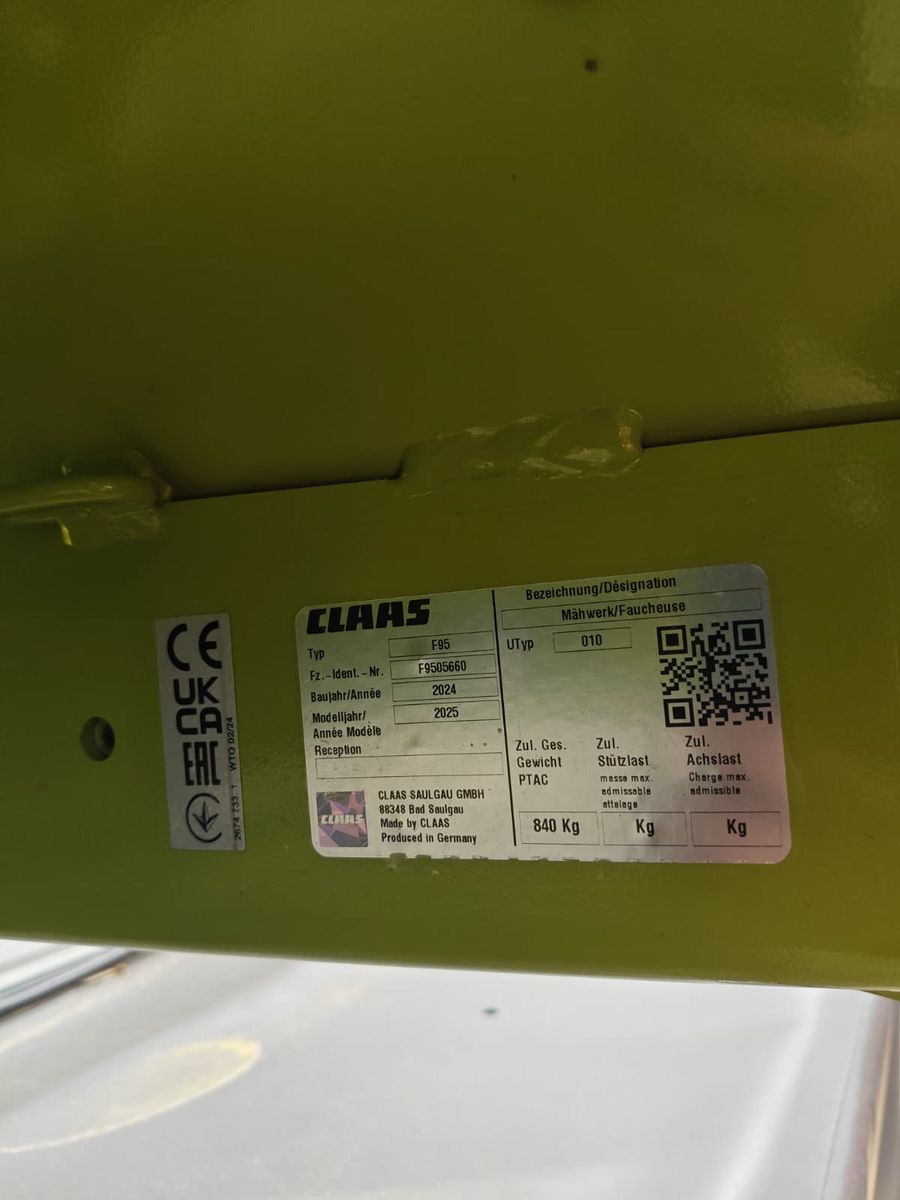 CE
UK
CA
EAC
2674 733 1 WTO 02/24
CLAAS
Typ F95
Fz.-Ident.-Nr. F9505660
Baujahr/Année 2024
Modelljahr/ 2025
Année Modèle
Reception
CLAAS
CLAAS SAULGAU GMBH
88348 Bad Saulgau
Made by CLAAS
Produced in Germany
Bezeichnung/Désignation
Mähwerk/Faucheuse
UTyp 010
Zul. Ges.
Gewicht
PTAC
840 Kg
Zul.
Stützlast
masse max.
admissable
attelage
Kg
Zul.
Achslast
Charge max.
admissible
Kg